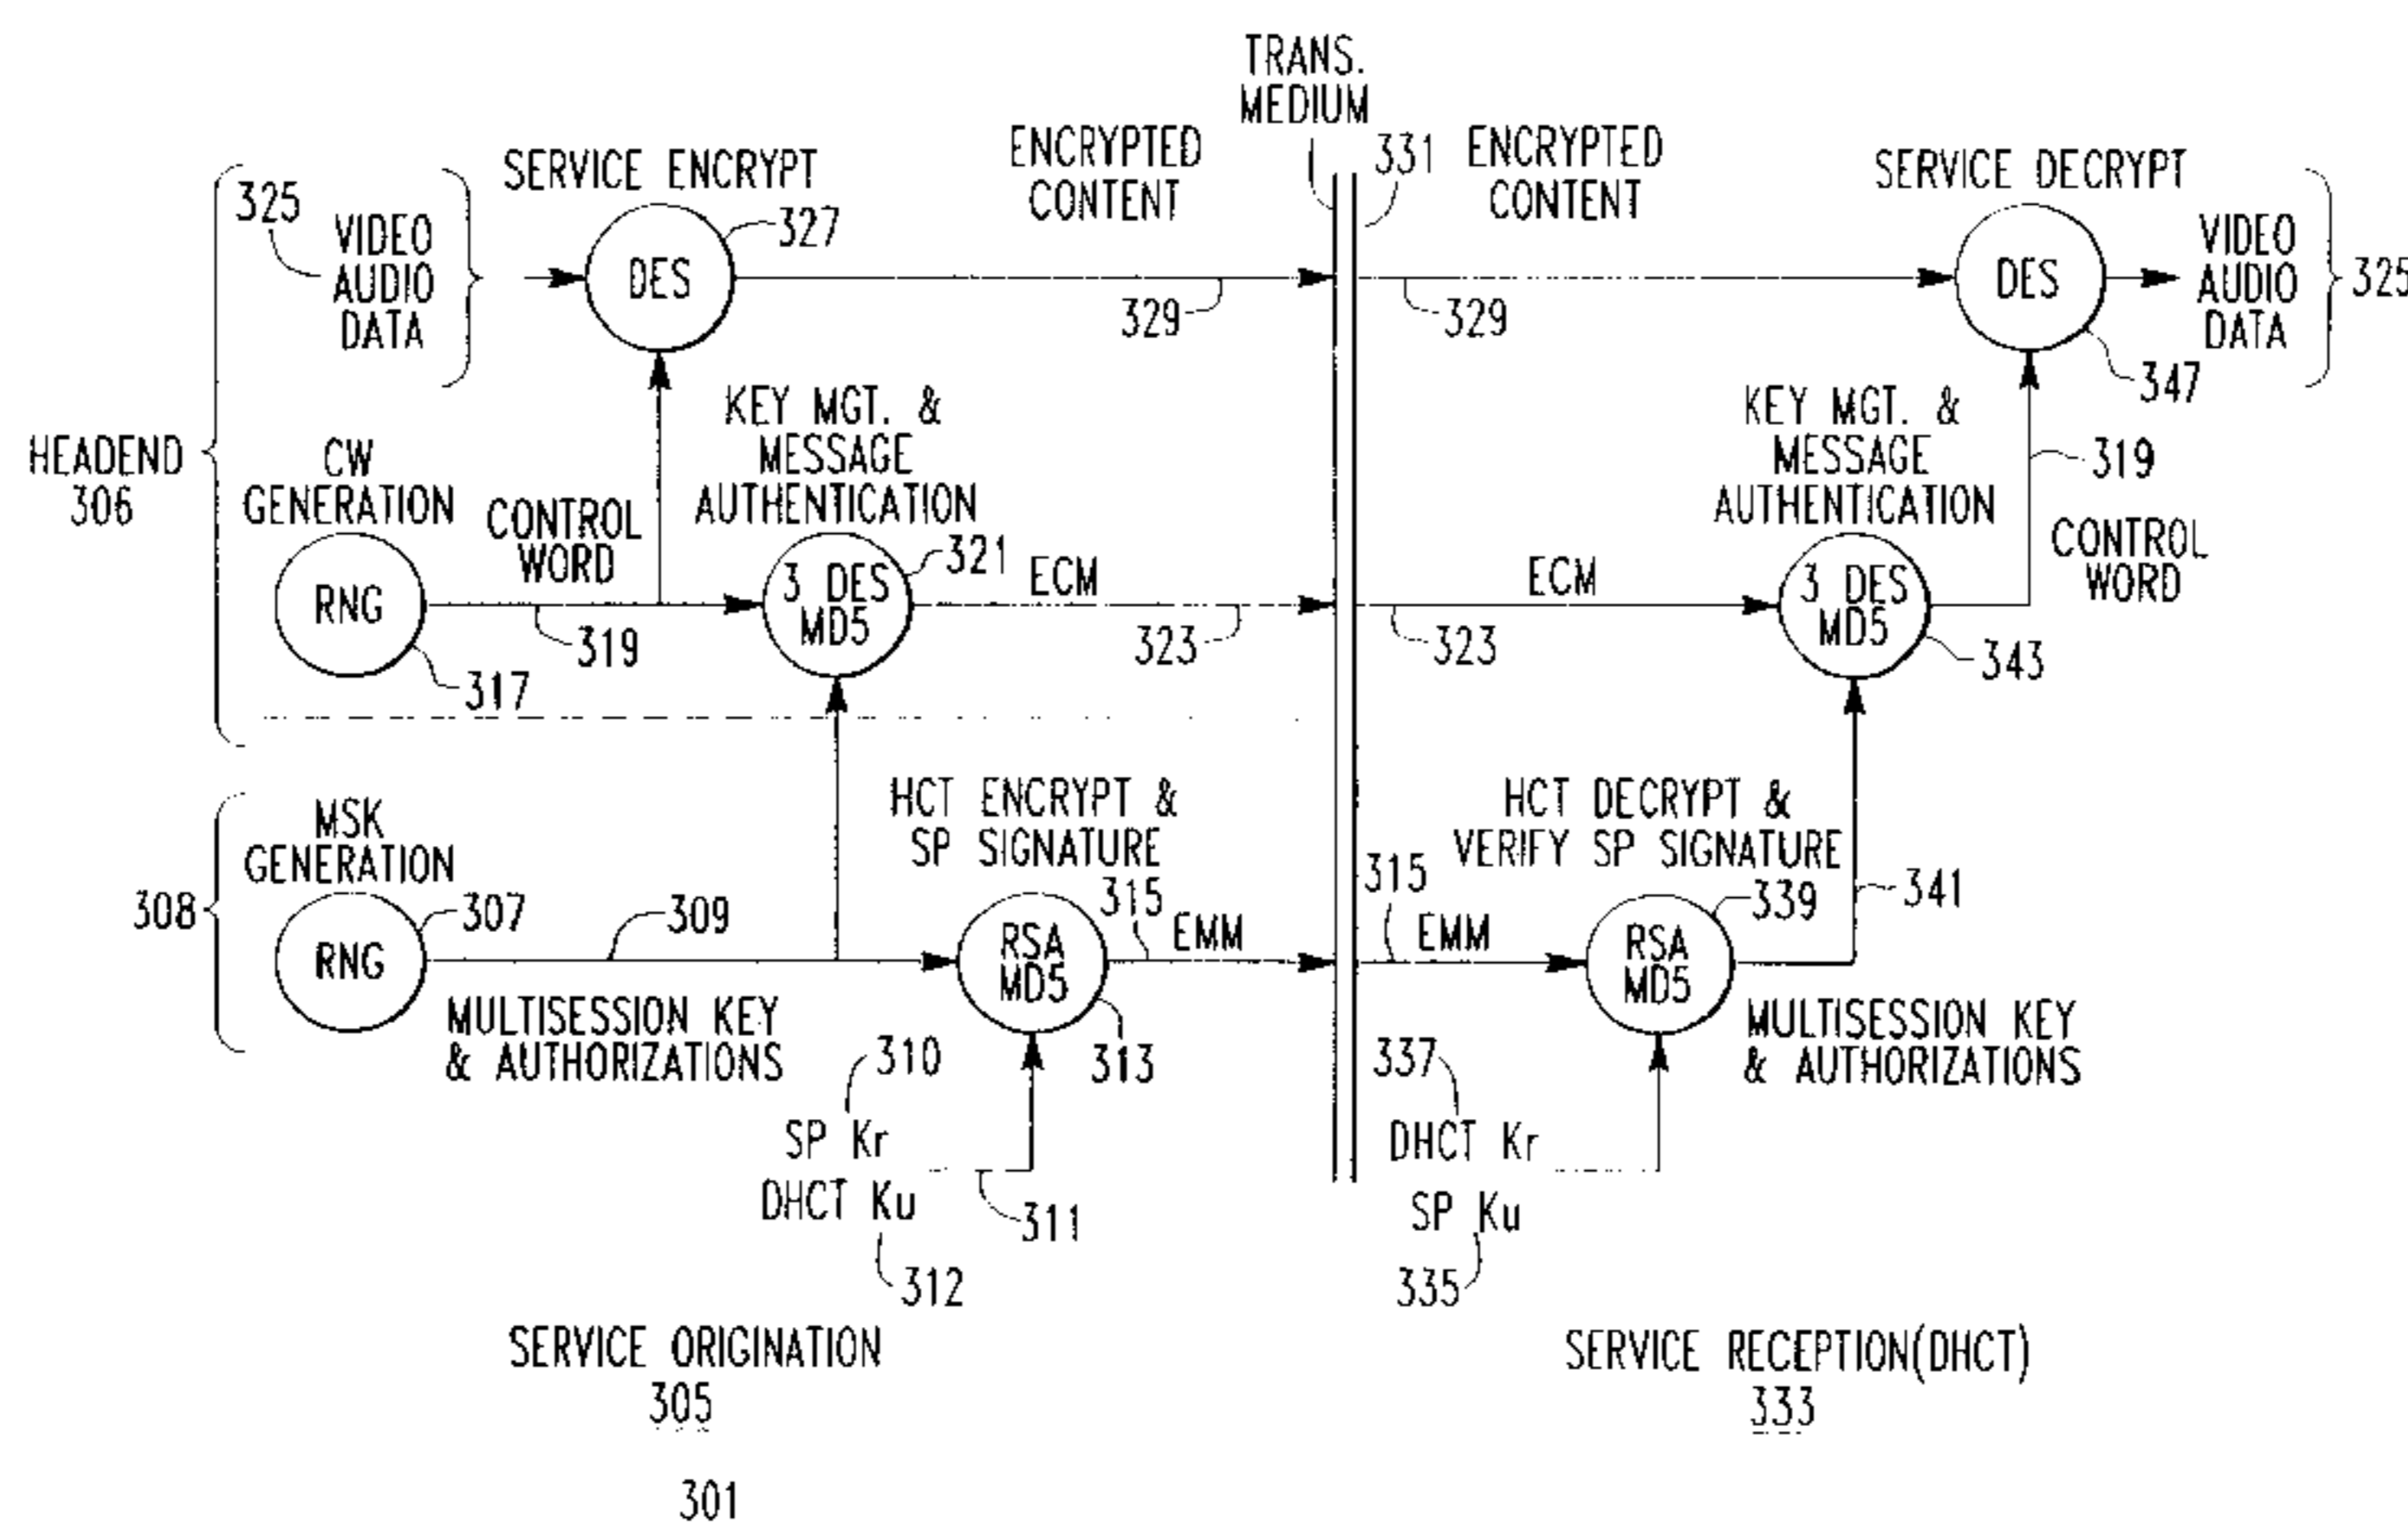 TRANS.
MEDIUM
331
ENCRYPTED
CONTENT
ENCRYPTED
CONTENT
SERVICE ENCRYPT
SERVICE DECRYPT
325
VIDEO
AUDIO
DATA
DES
327
329
329
DES
VIDEO
AUDIO
DATA
325
347
HEADEND
306
CW
GENERATION
RNG
317
CONTROL
WORD
319
KEY MGT. &
MESSAGE
AUTHENTICATION
3 DES
MD5
321
ECM
323
ECM
323
KEY MGT. &
MESSAGE
AUTHENTICATION
3 DES
MD5
343
319
CONTROL
WORD
308
MSK
GENERATION
RNG
307
309
MULTISESSION KEY
& AUTHORIZATIONS
HCT ENCRYPT &
SP SIGNATURE
RSA
MD5
313
315
EMM
315
EMM
HCT DECRYPT &
VERIFY SP SIGNATURE
RSA
MD5
339
341
MULTISESSION KEY
& AUTHORIZATIONS
310
SP Kr
DHCT Ku
311
312
337
DHCT Kr
SP Ku
335
SERVICE ORIGINATION
305
SERVICE RECEPTION(DHCT)
333
301